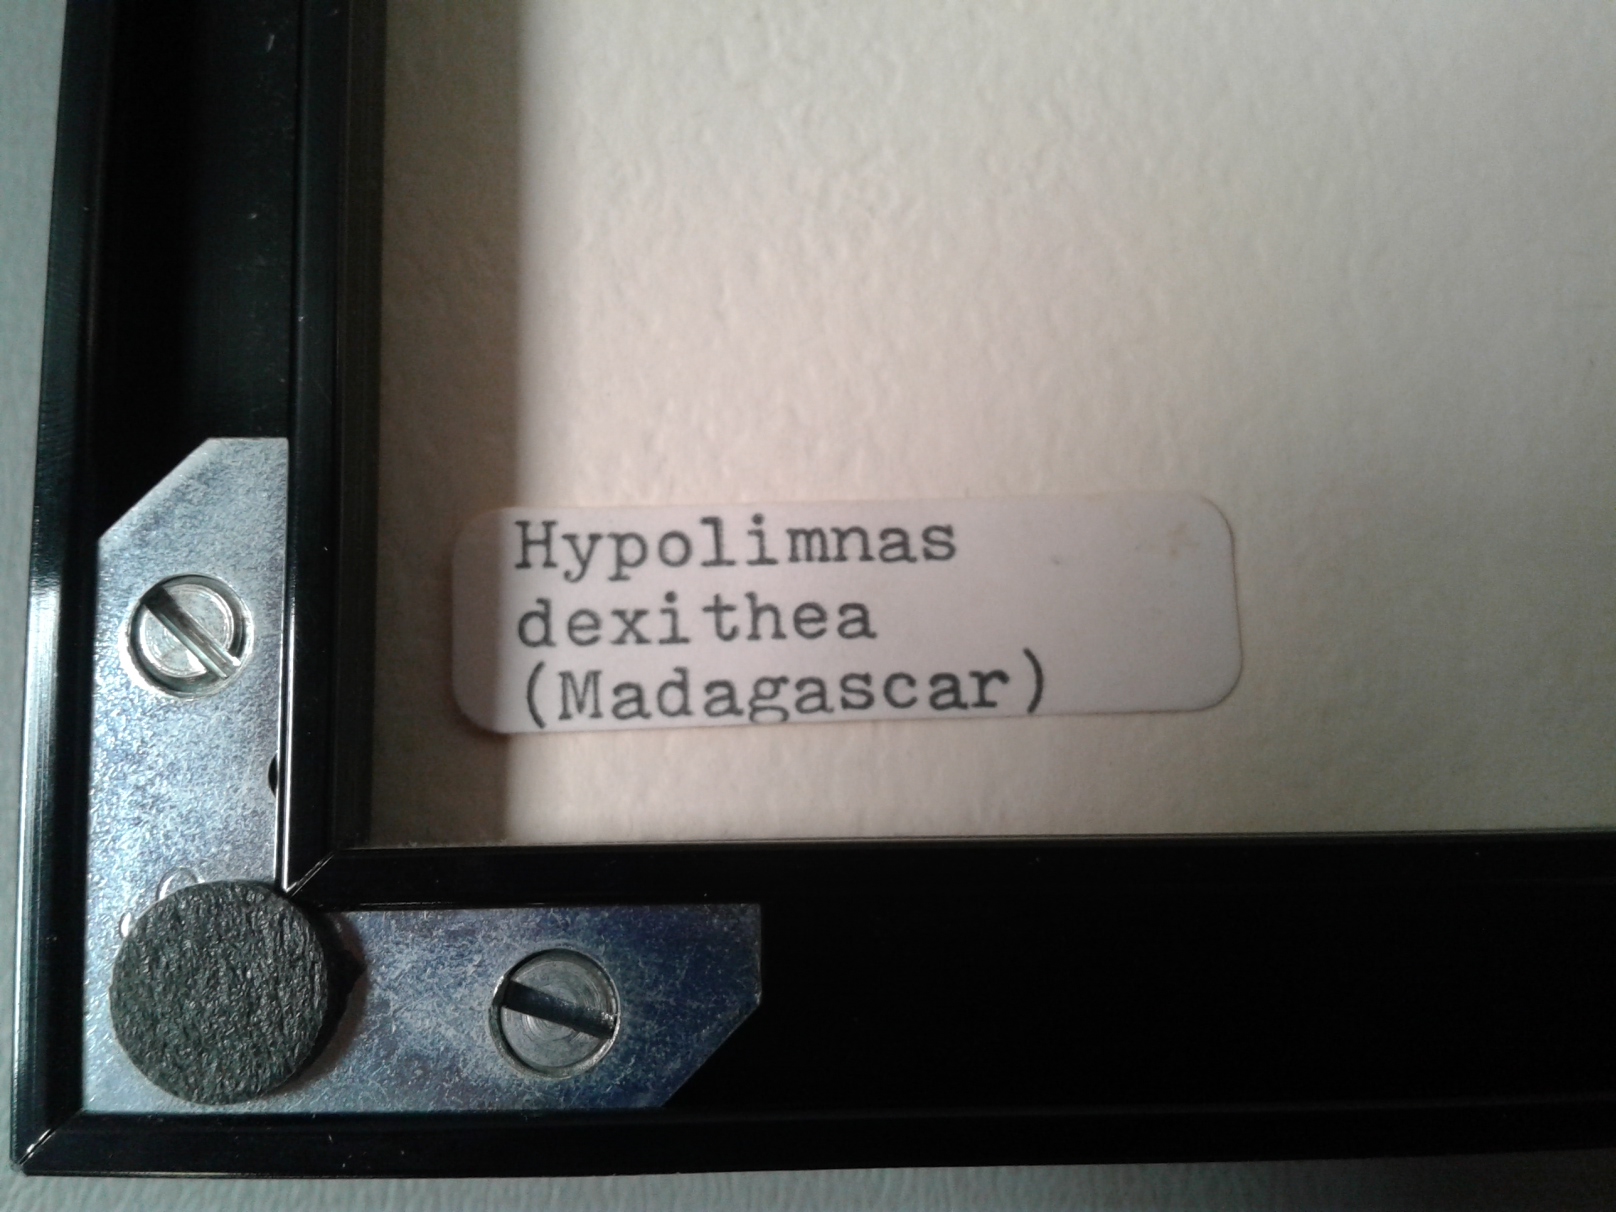 Hypolimnas
dexithea
(Madagascar)